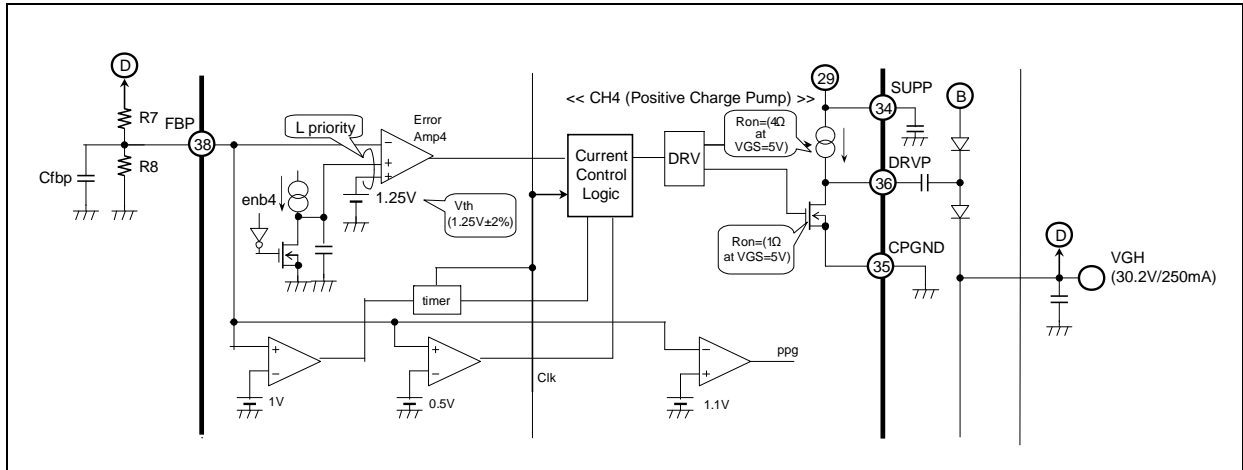 D
R7
FBP
38
R8
Cfbp
L priority
Error
Amp4
-
+
+
1.25V
Vth
(1.25V±2%)
enb4
<< CH4 (Positive Charge Pump) >>
Current
Control
Logic
DRV
Ron=(4Ω
at
VGS=5V)
Ron=(1Ω
at VGS=5V)
29
SUPP
34
B
DRVP
36
CPGND
35
D
VGH
(30.2V/250mA)
timer
+
-
1V
+
-
0.5V
Clk
-
+
1.1V
ppg